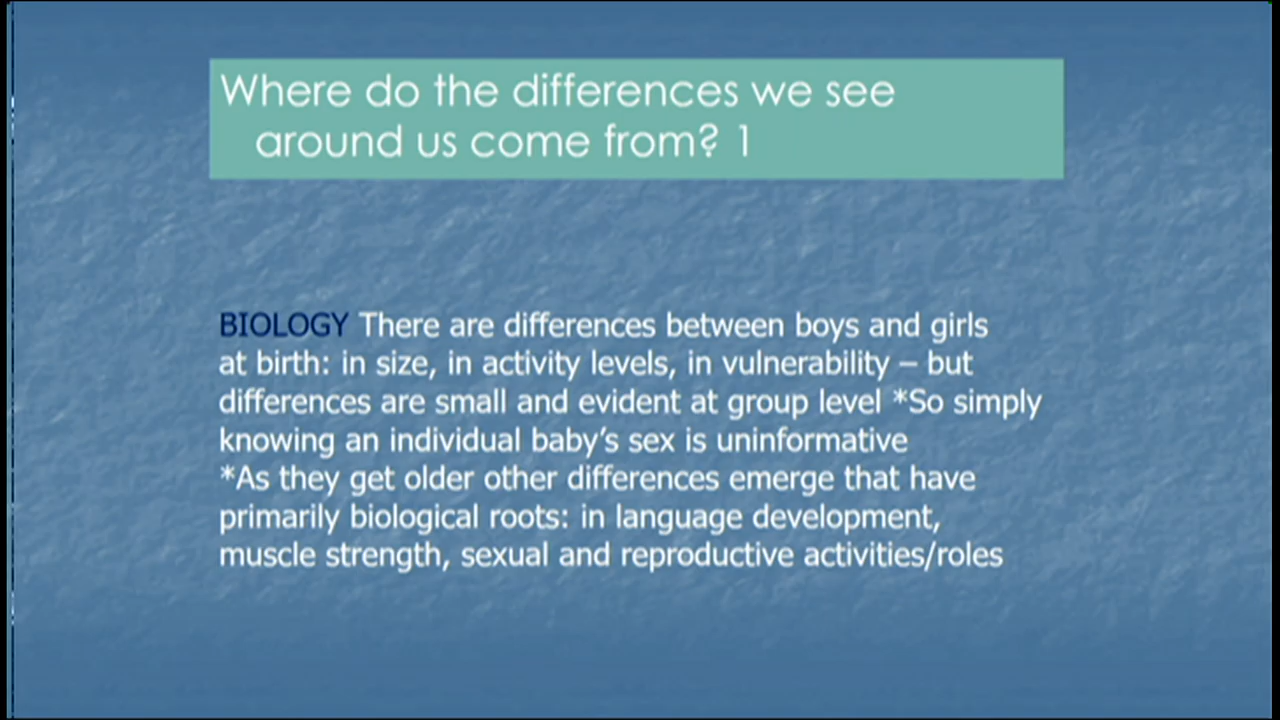 Where do the differences we see
around us come from? 1
BIOLOGY There are differences between boys and girls
at birth: in size, in activity levels, in vulnerability – but
differences are small and evident at group level *So simply
knowing an individual baby's sex is uninformative
*As they get older other differences emerge that have
primarily biological roots: in language development,
muscle strength, sexual and reproductive activities/roles